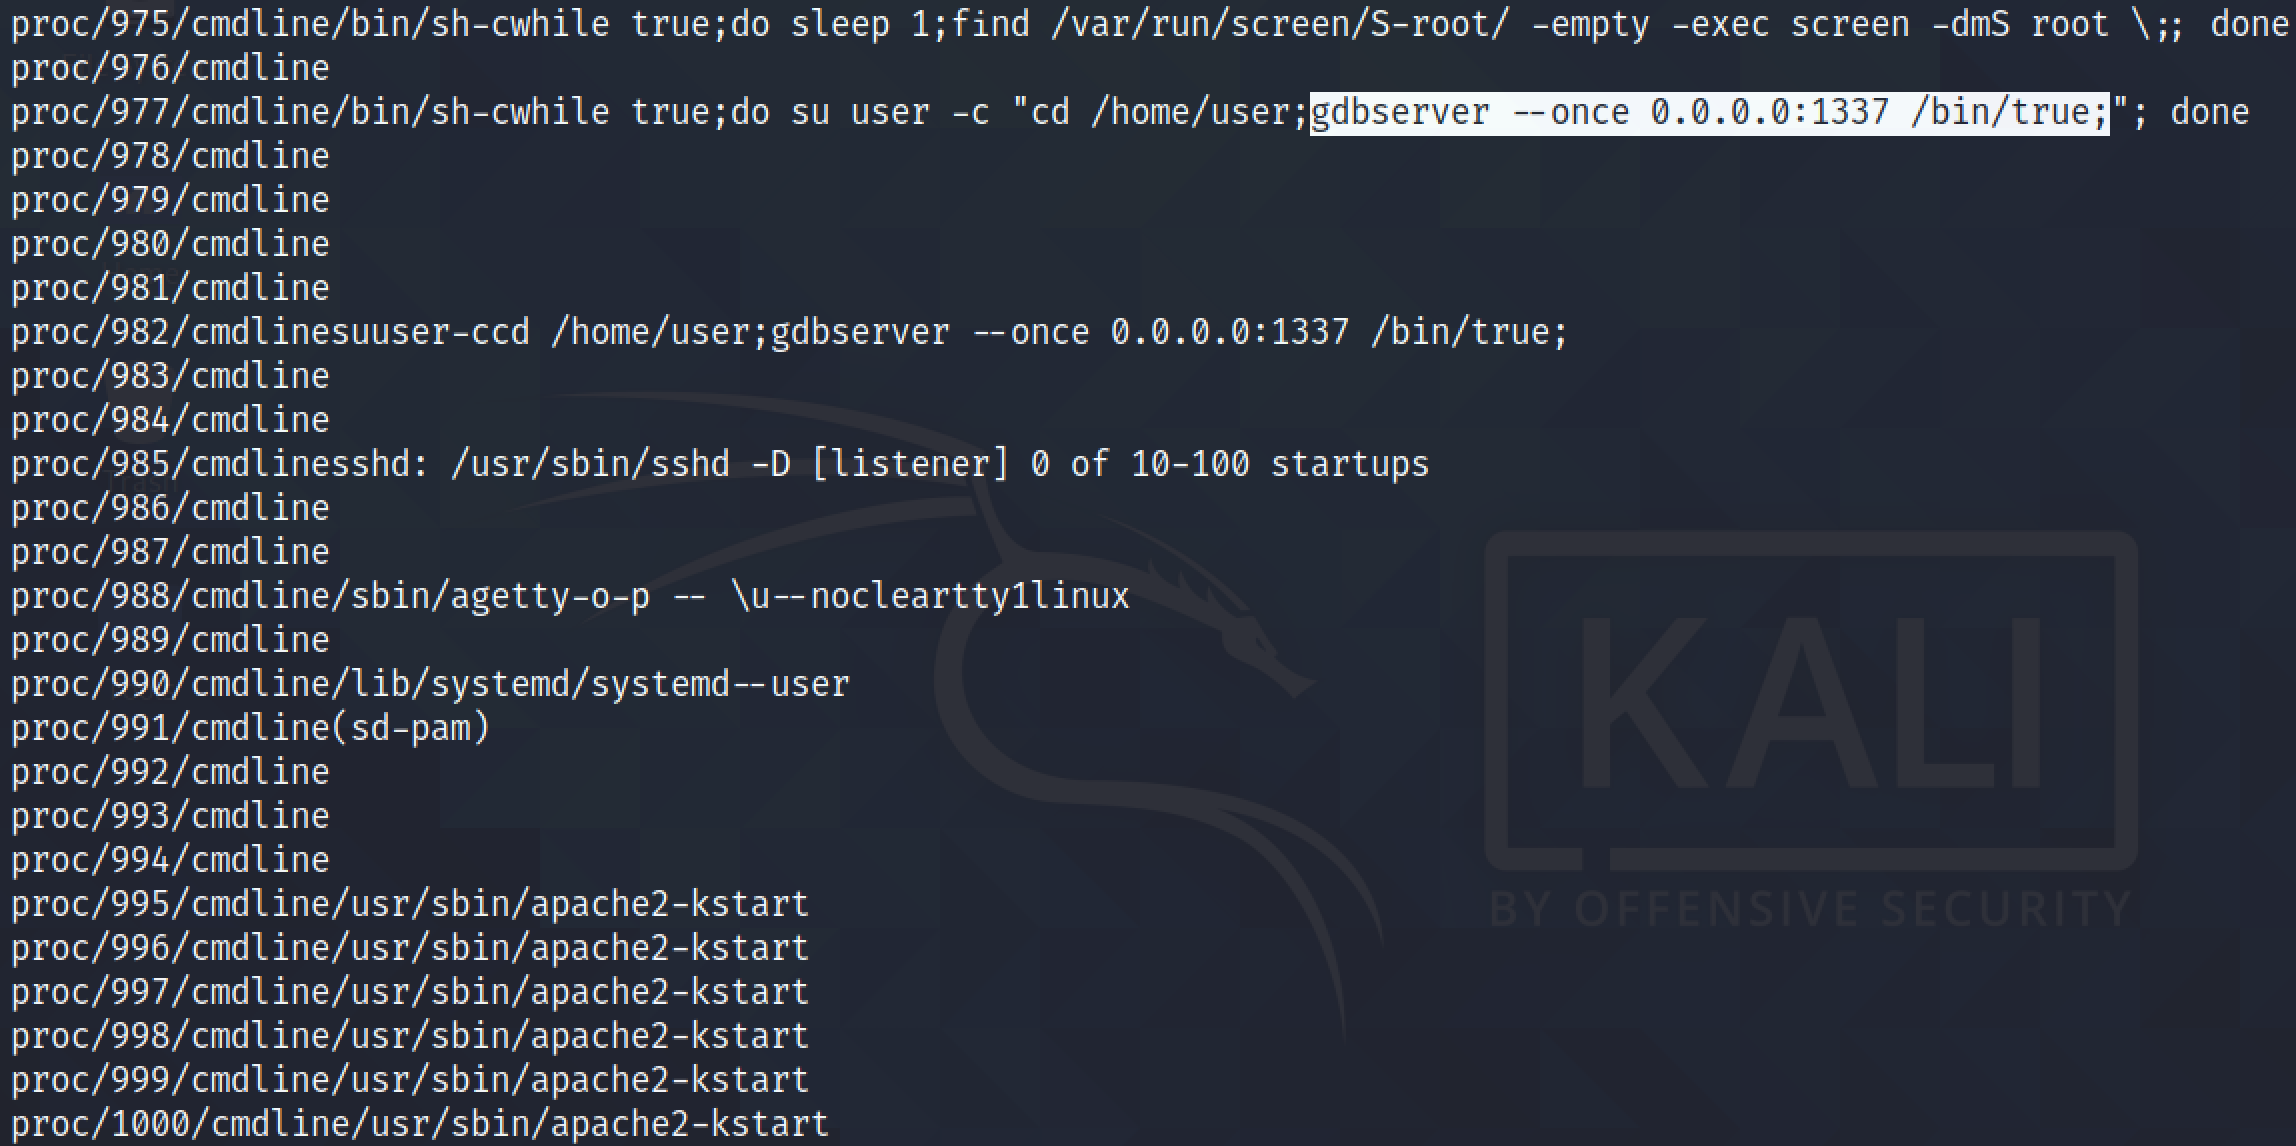 proc/975/cmdline/bin/sh-cwhile true;do sleep 1;find /var/run/screen/S-root/ -empty -exec screen -dmS root \;; done
proc/976/cmdline
proc/977/cmdline/bin/sh-cwhile true;do su user -c "cd /home/user;gdbserver --once 0.0.0.0:1337 /bin/true;"; done
proc/978/cmdline
proc/979/cmdline
proc/980/cmdline
proc/981/cmdline
proc/982/cmdlinesuuser-ccd /home/user;gdbserver --once 0.0.0.0:1337 /bin/true;
proc/983/cmdline
proc/984/cmdline
proc/985/cmdlinesshd: /usr/sbin/sshd -D [listener] 0 of 10-100 startups
proc/986/cmdline
proc/987/cmdline
proc/988/cmdline/sbin/agetty-o-p -- \u--nocleartty1linux
proc/989/cmdline
proc/990/cmdline/lib/systemd/systemd--user
proc/991/cmdline(sd-pam)
proc/992/cmdline
proc/993/cmdline
proc/994/cmdline
proc/995/cmdline/usr/sbin/apache2-kstart
proc/996/cmdline/usr/sbin/apache2-kstart
proc/997/cmdline/usr/sbin/apache2-kstart
proc/998/cmdline/usr/sbin/apache2-kstart
proc/999/cmdline/usr/sbin/apache2-kstart
proc/1000/cmdline/usr/sbin/apache2-kstart
KALI
BY OFFENSIVE SECURITY